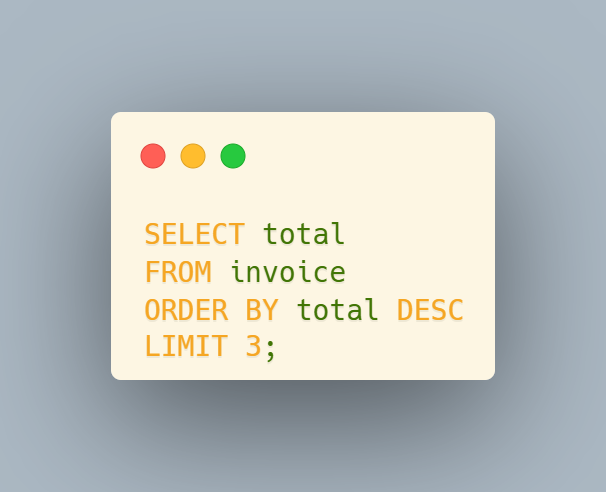 SELECT total
FROM invoice
ORDER BY total DESC
LIMIT 3;